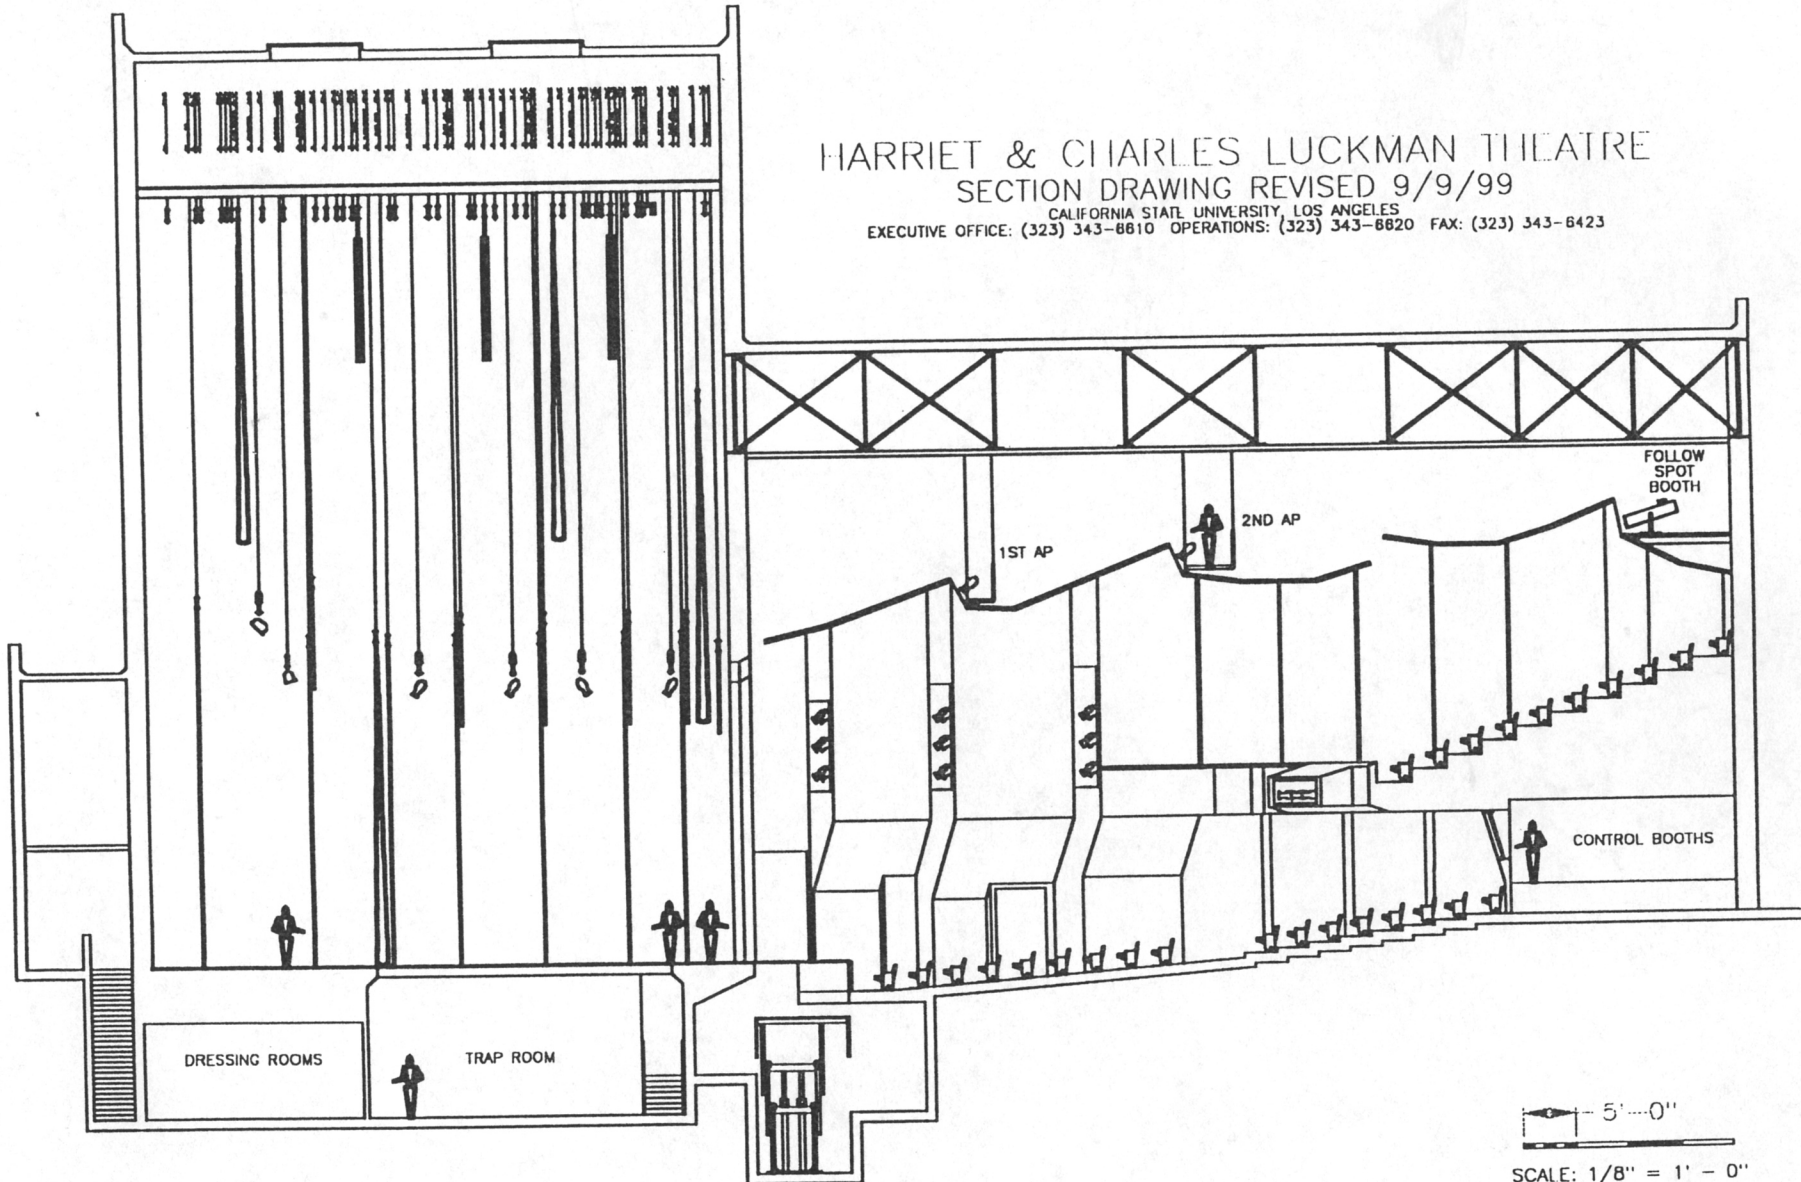 HARRIET & CHARLES LUCKMAN THEATRE
SECTION DRAWING REVISED 9/9/99
CALIFORNIA STATE UNIVERSITY, LOS ANGELES
EXECUTIVE OFFICE: (323) 343-6610 OPERATIONS: (323) 343-6620 FAX: (323) 343-6423
FOLLOW
SPOT
BOOTH
2ND AP
1ST AP
CONTROL BOOTHS
DRESSING ROOMS
TRAP ROOM
5'-0"
SCALE: 1/8" = 1' - 0"